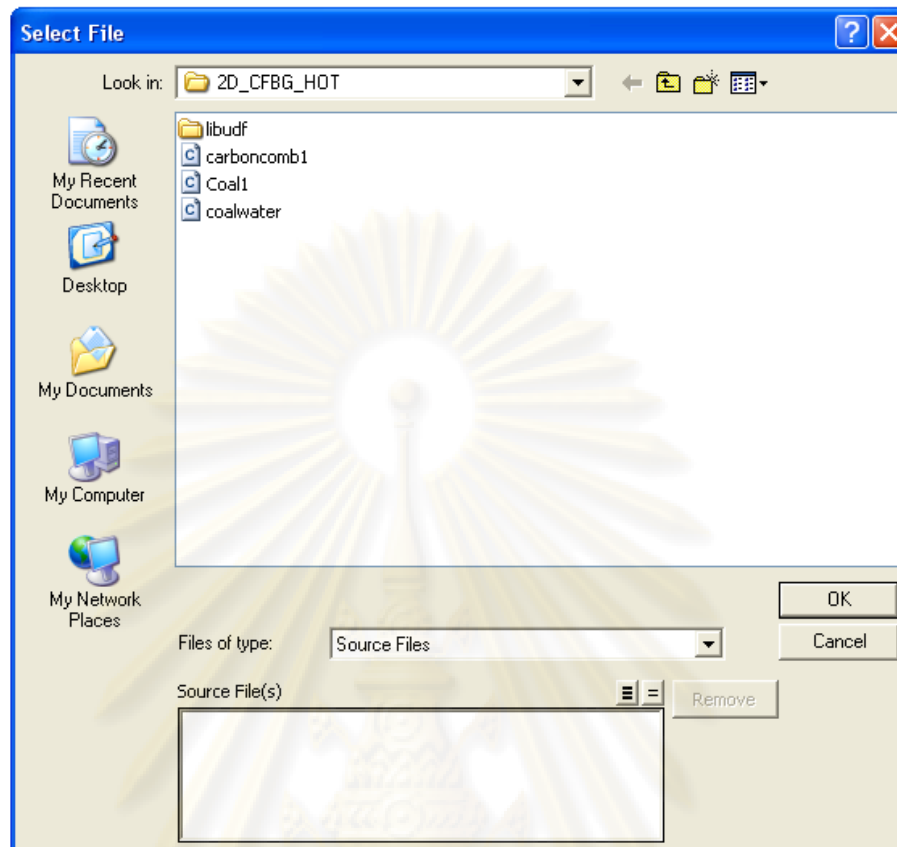 Select File
Look in: 2D_CFBG_HOT
libudf
carboncomb1
Coal1
coalwater
My Recent
Documents
Desktop
My Documents
My Computer
My Network
Places
OK
Files of type: Source Files
Cancel
Source File(s)
Remove